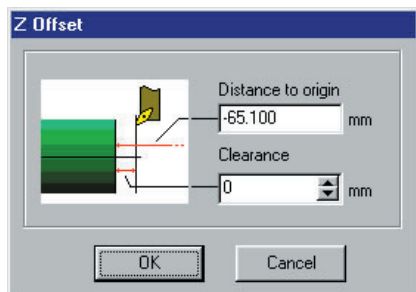 Z Offset
Distance to origin
-65.100 mm
Clearance
0 mm
OK Cancel